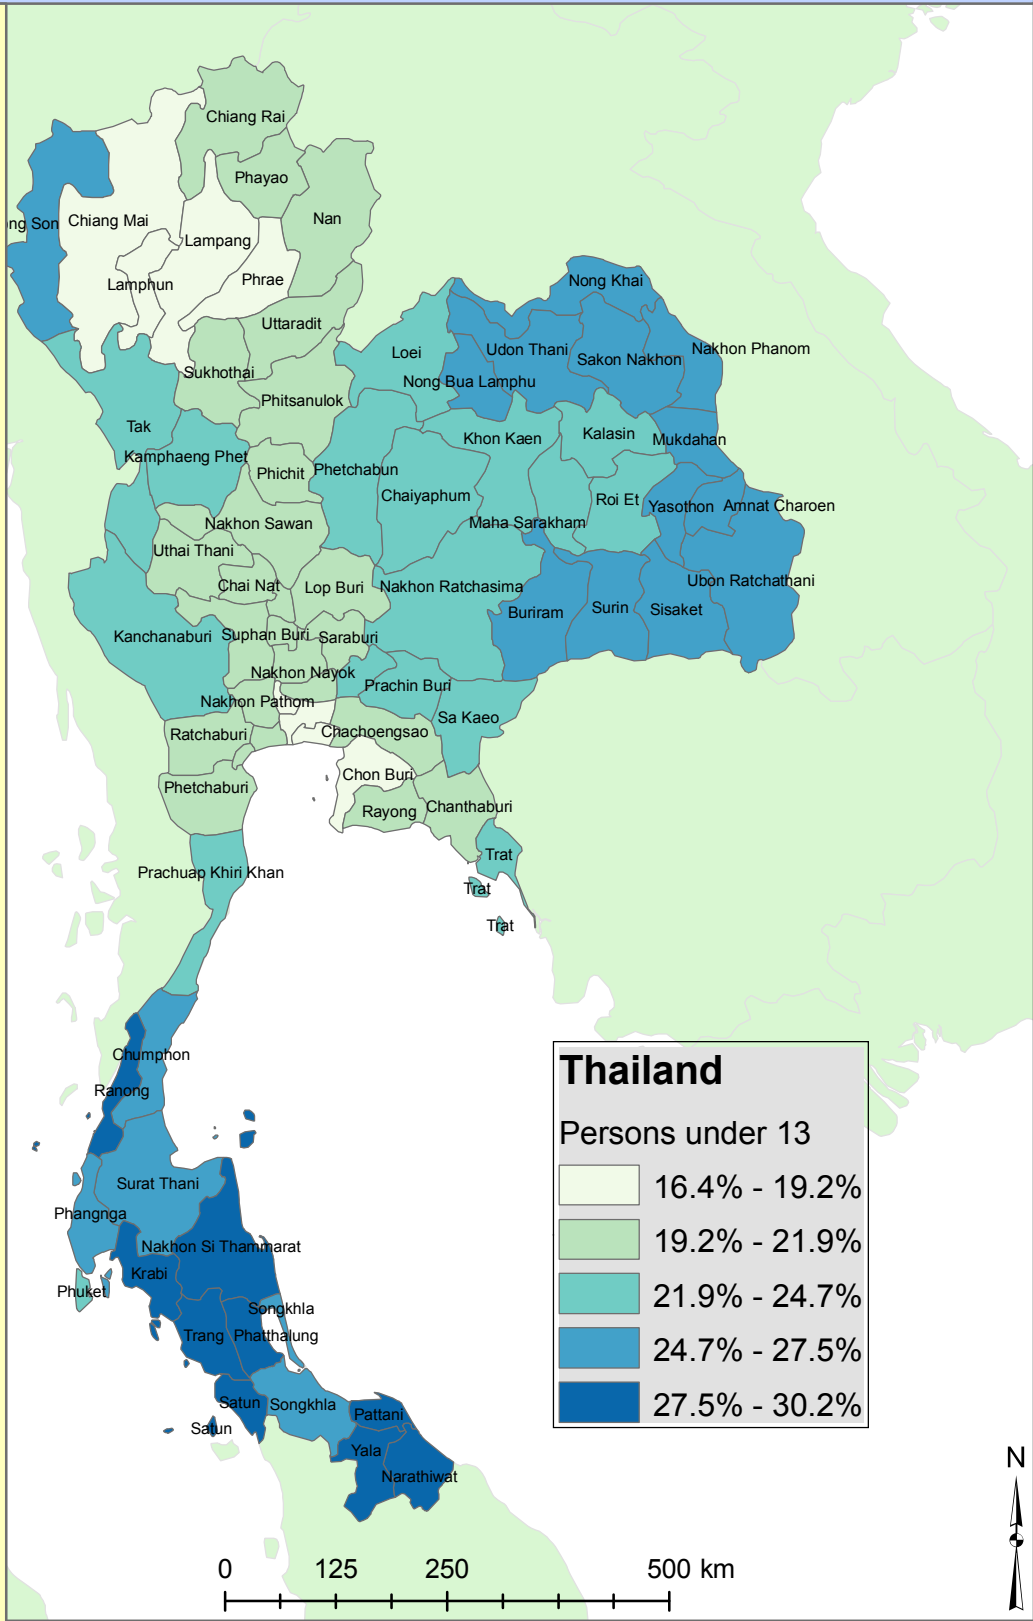 Chiang Rai
Phayao
Nan
ng Son
Chiang Mai
Lampang
Phrae
Lamphun
Uttaradit
Nong Khai
Udon Thani
Nakhon Phanom
Loei
Sakon Nakhon
Sukhothai
Nong Bua Lamphu
Phitsanulok
Tak
Khon Kaen
Kalasin
Mukdahan
Kamphaeng Phet
Phichit
Phetchabun
Chaiyaphum
Roi Et
Yasothon
Amnat Charoen
Nakhon Sawan
Maha Sarakham
Uthai Thani
Chai Nat
Lop Buri
Nakhon Ratchasima
Ubon Ratchathani
Buriram
Surin
Sisaket
Kanchanaburi
Suphan Buri
Saraburi
Nakhon Nayok
Prachin Buri
Nakhon Pathom
Sa Kaeo
Ratchaburi
Chachoengsao
Chon Buri
Phetchaburi
Rayong
Chanthaburi
Trat
Prachuap Khiri Khan
Trat
Trat
Chumphon
Ranong
Surat Thani
Phangnga
Nakhon Si Thammarat
Krabi
Phuket
Songkhla
Trang
Phatthalung
Satun
Songkhla
Pattani
Satun
Yala
Narathiwat
Thailand
Persons under 13
16.4% - 19.2%
19.2% - 21.9%
21.9% - 24.7%
24.7% - 27.5%
27.5% - 30.2%
N
0 125 250 500 km